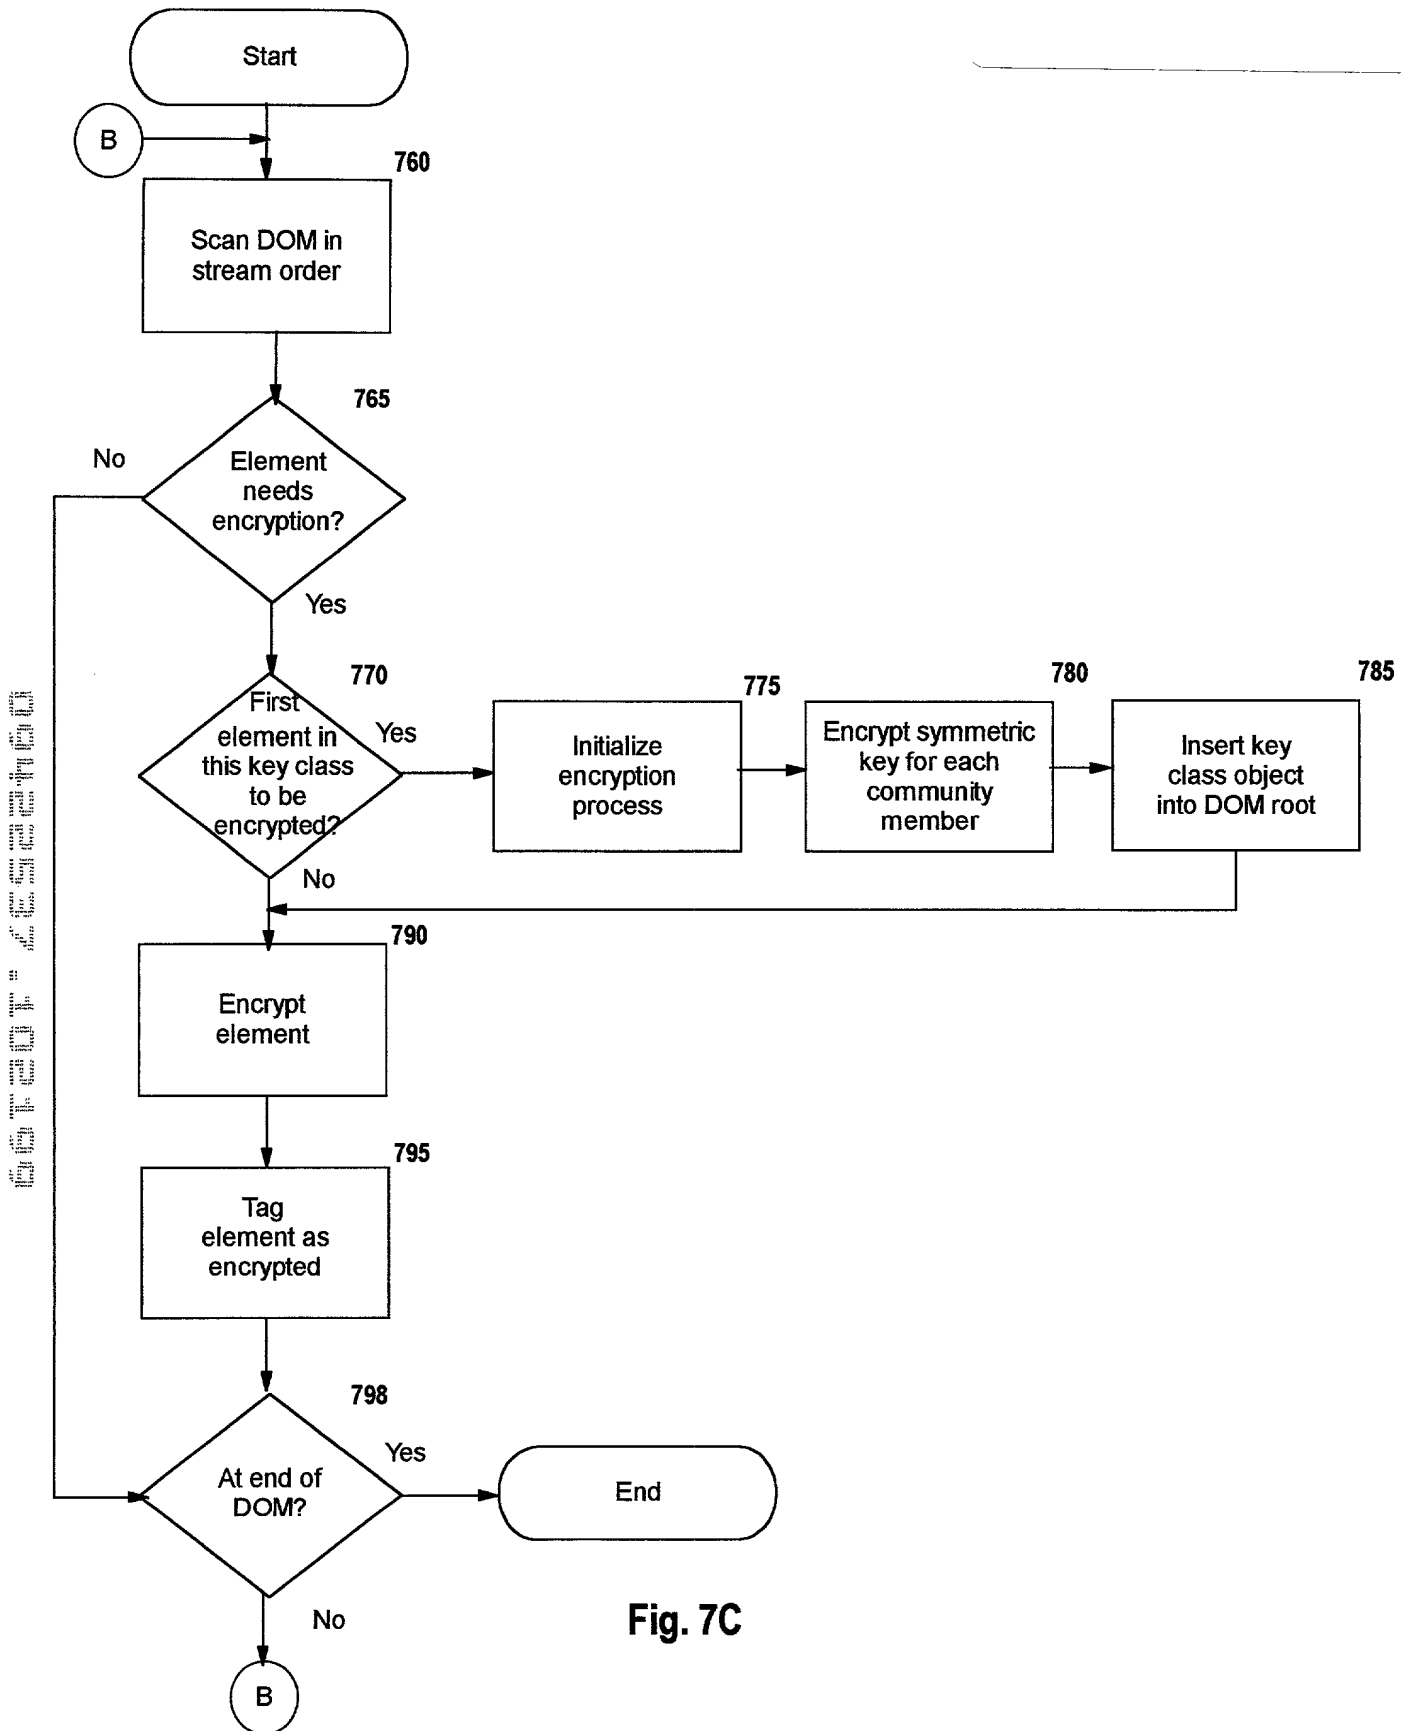 Start
B
760
Scan DOM in
stream order
765
No
Element
needs
encryption?
Yes
770
First
element in
this key class
to be
encrypted?
Yes
775
Initialize
encryption
process
780
Encrypt symmetric
key for each
community
member
785
Insert key
class object
into DOM root
No
790
Encrypt
element
795
Tag
element as
encrypted
798
At end of
DOM?
Yes
End
No
B
Fig. 7C